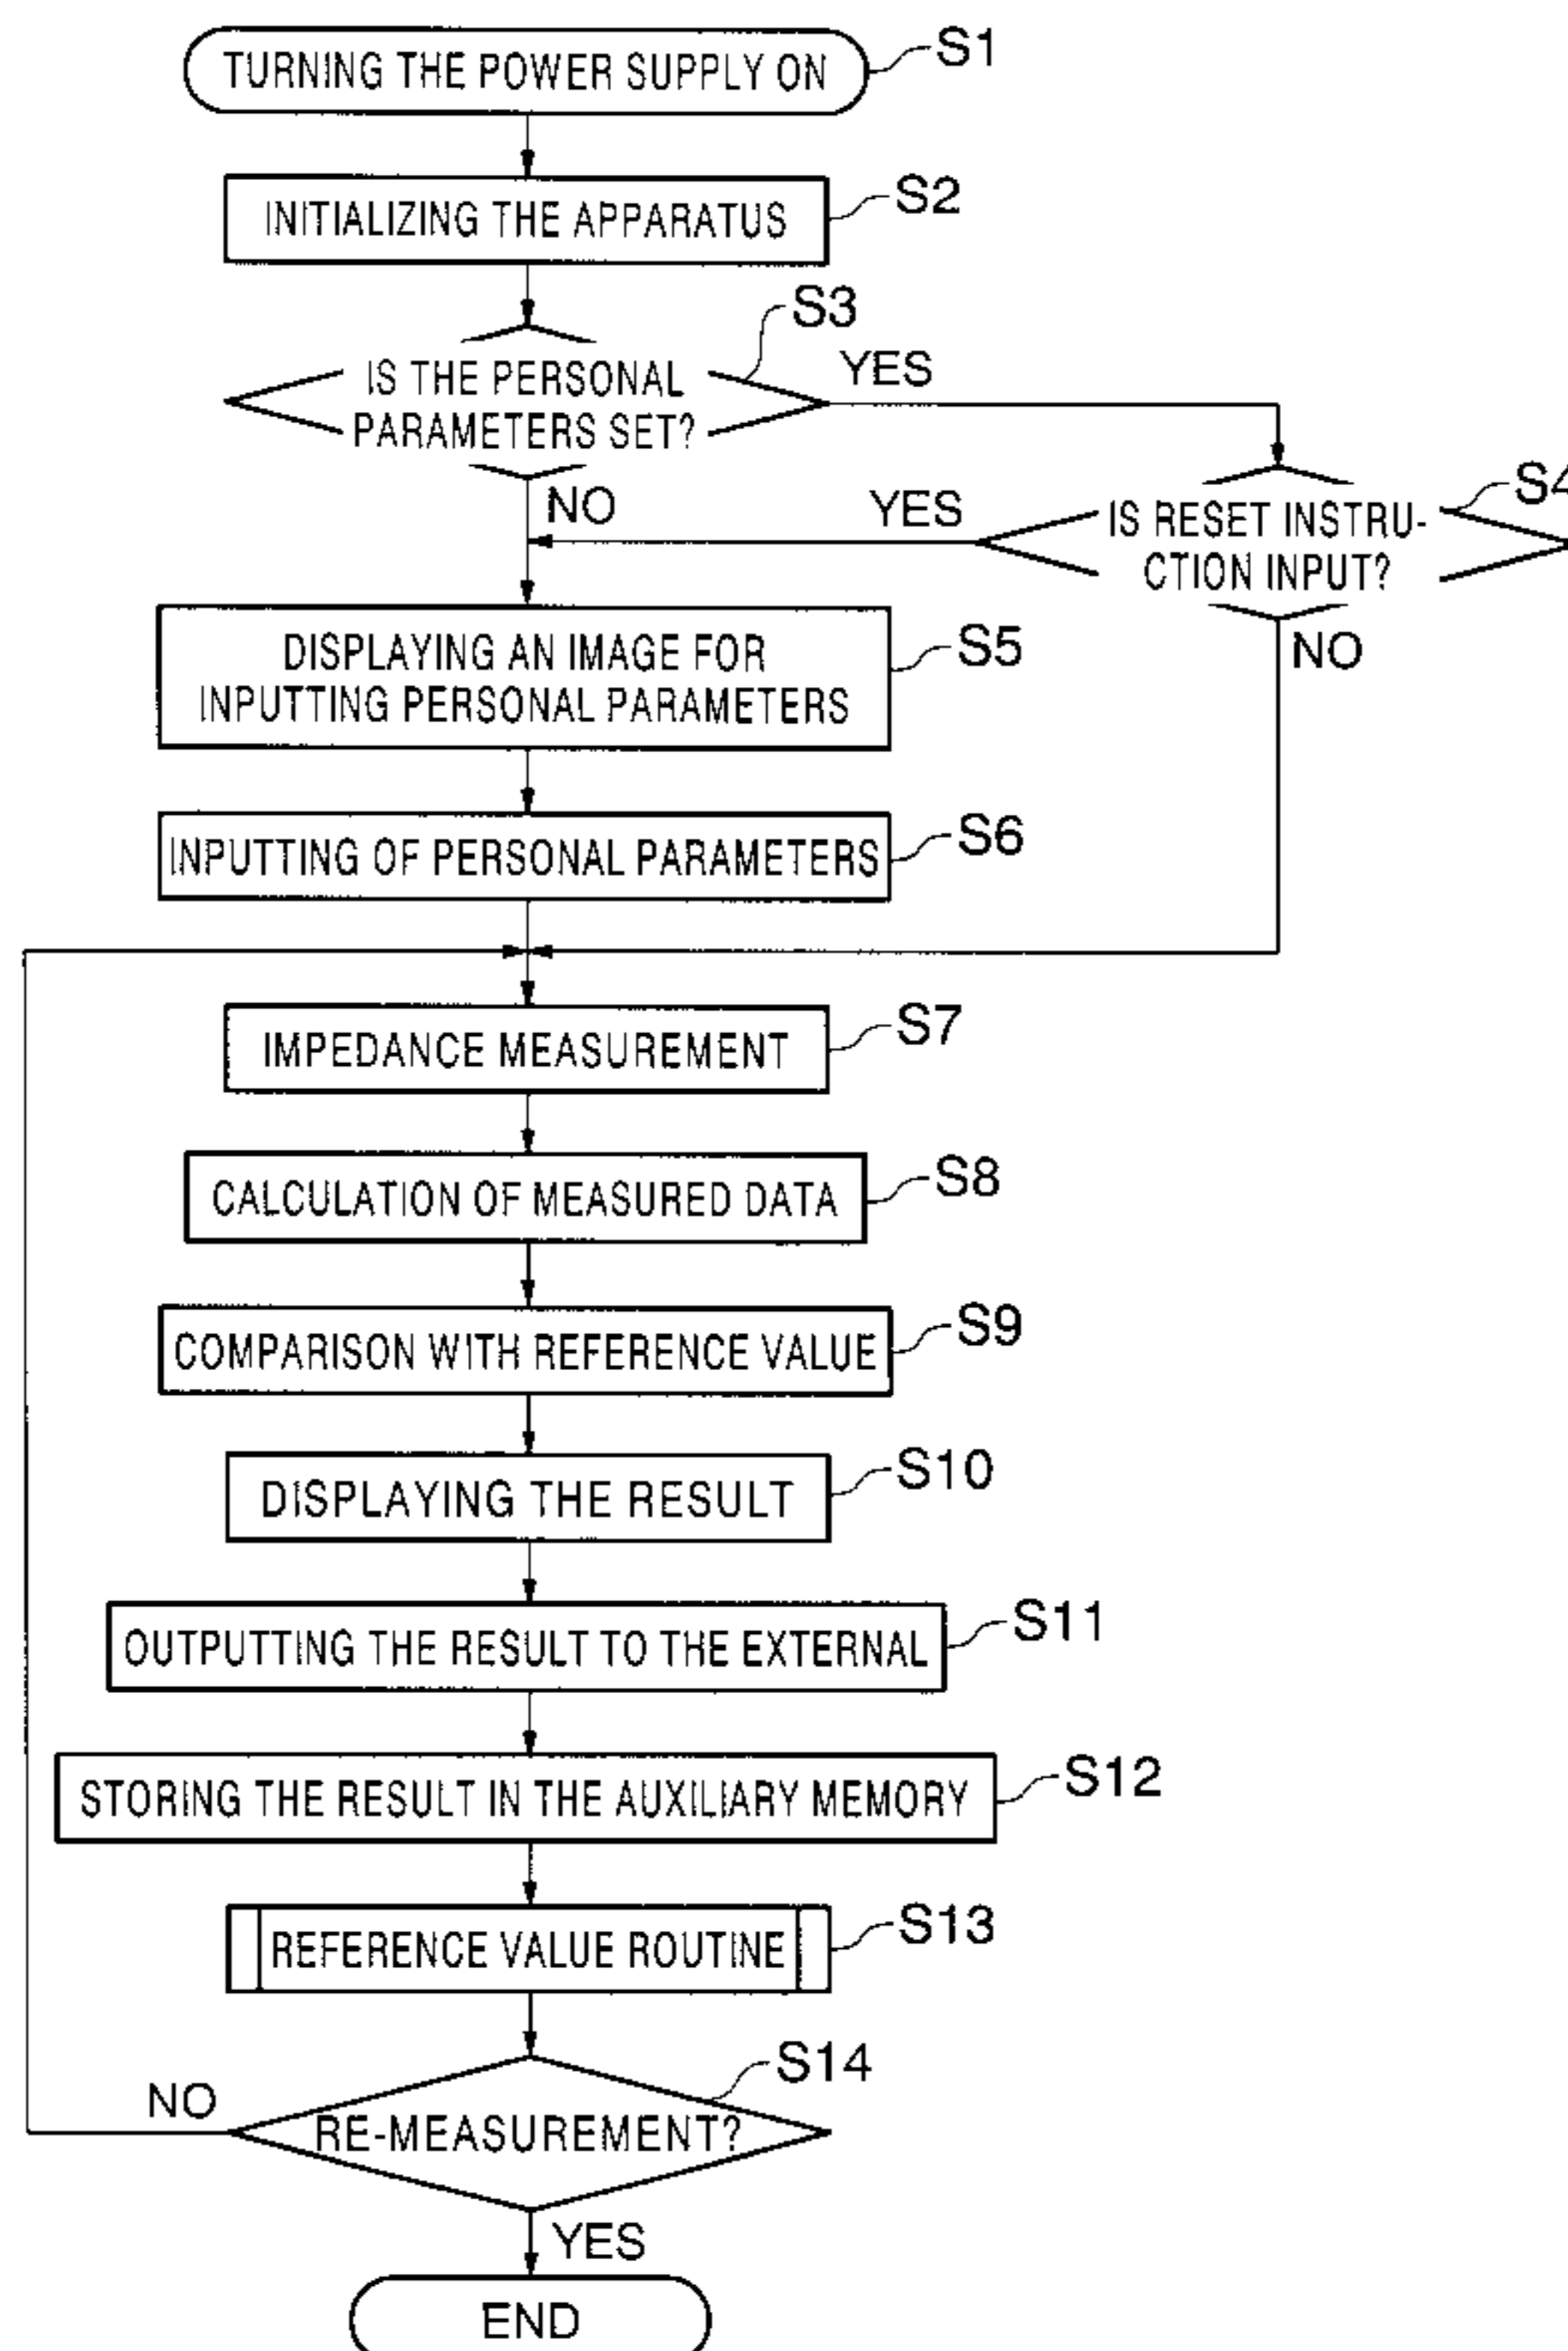 TURNING THE POWER SUPPLY ON
S1
INITIALIZING THE APPARATUS
S2
S3
IS THE PERSONAL
PARAMETERS SET?
YES
NO
S4
IS RESET INSTRU-
CTION INPUT?
YES
NO
DISPLAYING AN IMAGE FOR
INPUTTING PERSONAL PARAMETERS
S5
INPUTTING OF PERSONAL PARAMETERS
S6
IMPEDANCE MEASUREMENT
S7
CALCULATION OF MEASURED DATA
S8
COMPARISON WITH REFERENCE VALUE
S9
DISPLAYING THE RESULT
S10
OUTPUTTING THE RESULT TO THE EXTERNAL
S11
STORING THE RESULT IN THE AUXILIARY MEMORY
S12
REFERENCE VALUE ROUTINE
S13
S14
NO
RE-MEASUREMENT?
YES
END